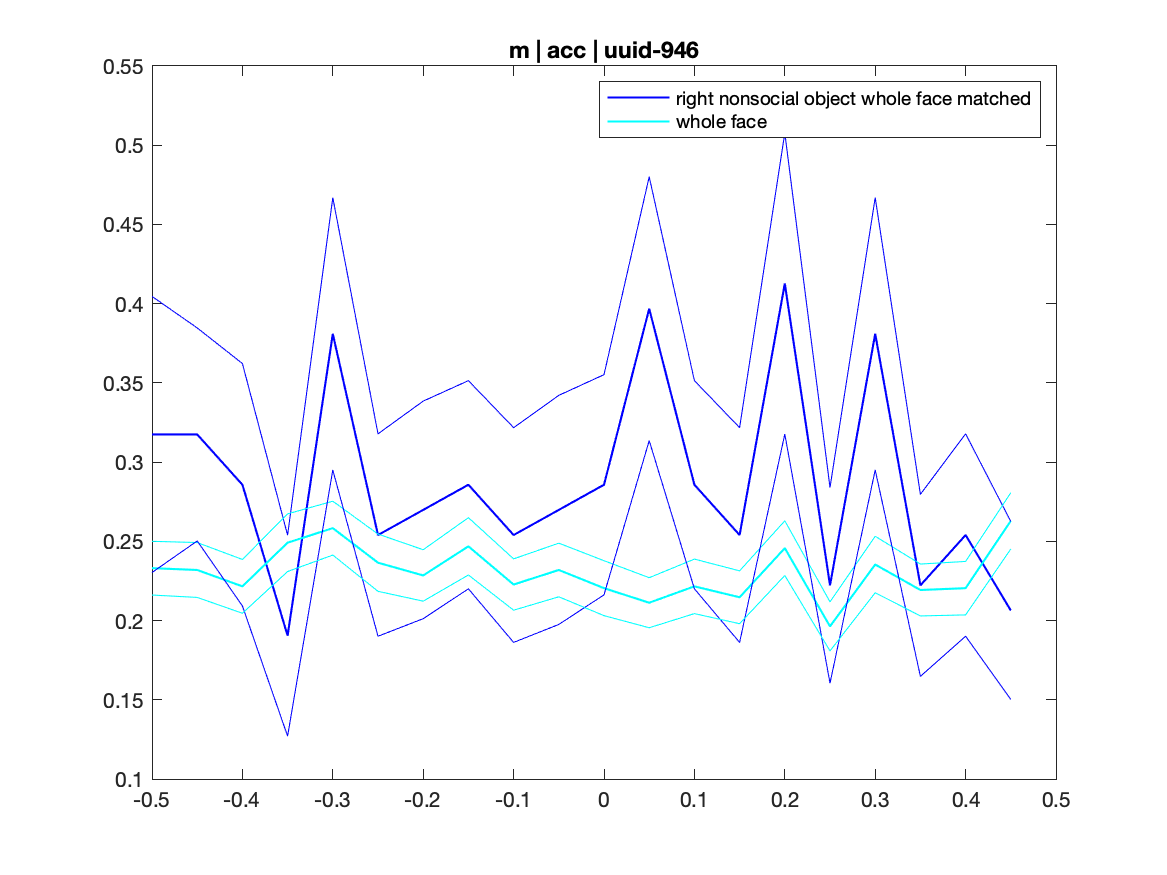 m | acc | uuid-946
right nonsocial object whole face matched
whole face
0.55
0.5
0.45
0.4
0.35
0.3
0.25
0.2
0.15
0.1
-0.5 -0.4 -0.3 -0.2 -0.1 0 0.1 0.2 0.3 0.4 0.5